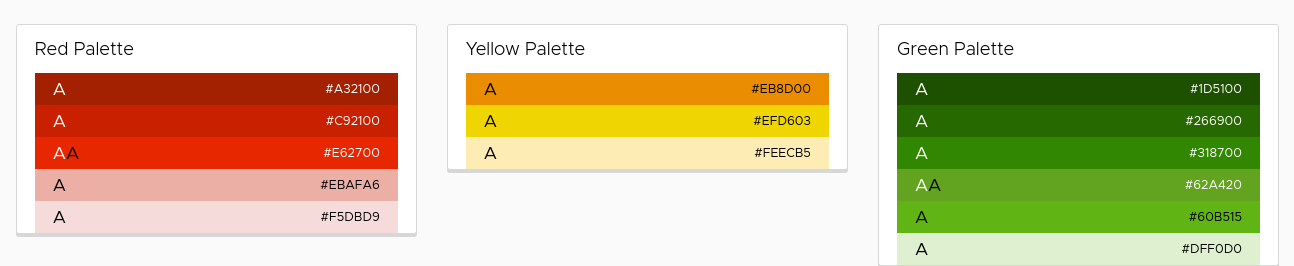 Red Palette
A #A32100
A #C92100
AA #E62700
A #EBAFA6
A #F5DBD9
Yellow Palette
A #EB8D00
A #EFD603
A #FEECB5
Green Palette
A #1D5100
A #266900
A #318700
AA #62A420
A #60B515
A #DFF0D0